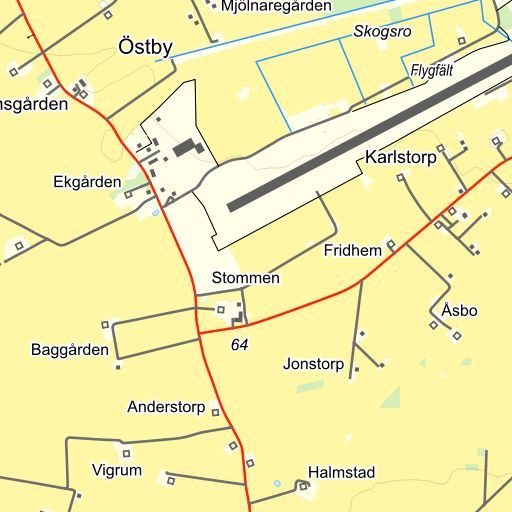 Mjölnaregården
Skogsro
Östby
Flygfält
nsgården
Karlstorp
Ekgården
Fridhem
Stommen
Åsbo
64
Baggården
Jonstorp
Anderstorp
Vigrum
Halmstad